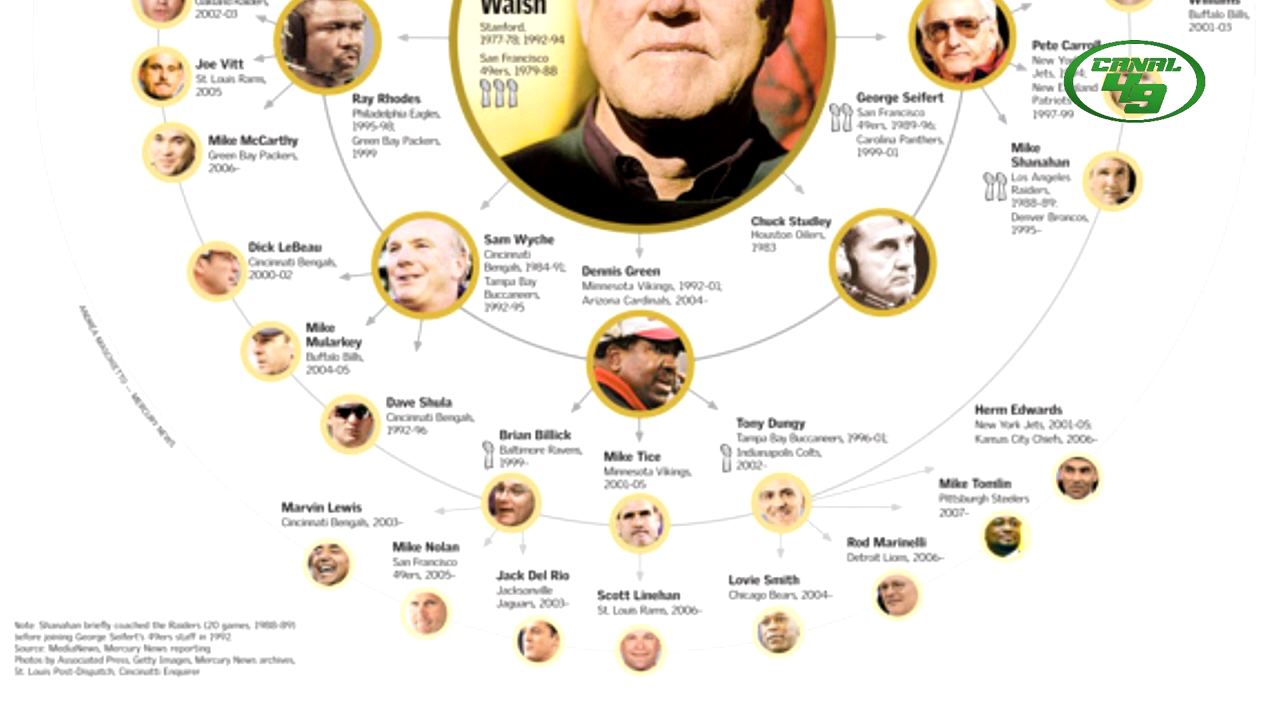 Oakland Raiders,
2002-03
Joe Vitt
St. Louis Rams,
2005
Mike McCarthy
Green Bay Packers,
2006-
Ray Rhodes
Philadelphia Eagles,
1995-98;
Green Bay Packers,
1999
Walsh
Stanford,
1977-78; 1992-94
San Francisco
49ers, 1979-88
George Seifert
San Francisco
49ers, 1989-96;
Carolina Panthers,
1999-01
Williams
Buffalo Bills,
2001-03
Pete Carroll
New York
Jets, 1994;
New England
Patriots
1997-99
CANAL
49
Mike
Shanahan
Los Angeles
Raiders,
1988-89;
Denver Broncos,
1995-
Dick LeBeau
Cincinnati Bengals,
2000-02
Sam Wyche
Cincinnati
Bengals, 1984-91;
Tampa Bay
Buccaneers,
1992-95
Dennis Green
Minnesota Vikings, 1992-01;
Arizona Cardinals, 2004-
Chuck Studley
Houston Oilers,
1983
Mike
Mularkey
Buffalo Bills,
2004-05
Dave Shula
Cincinnati Bengals,
1992-96
Brian Billick
Baltimore Ravens,
1999-
Mike Tice
Minnesota Vikings,
2001-05
Tony Dungy
Tampa Bay Buccaneers, 1996-01;
Indianapolis Colts,
2002-
Herm Edwards
New York Jets, 2001-05;
Kansas City Chiefs, 2006-
Marvin Lewis
Cincinnati Bengals, 2003-
Mike Nolan
San Francisco
49ers, 2005-
Jack Del Rio
Jacksonville
Jaguars, 2003-
Scott Linehan
St. Louis Rams, 2006-
Lovie Smith
Chicago Bears, 2004-
Rod Marinelli
Detroit Lions, 2006-
Mike Tomlin
Pittsburgh Steelers
2007-
— MERCURY NEWS
Note: Shanahan briefly coached the Raiders (20 games, 1988-89)
before joining George Seifert's 49ers staff in 1992
Source: MediaNews, Mercury News reporting
Photos by Associated Press, Getty Images, Mercury News archives,
St. Louis Post-Dispatch, Cincinnati Enquirer